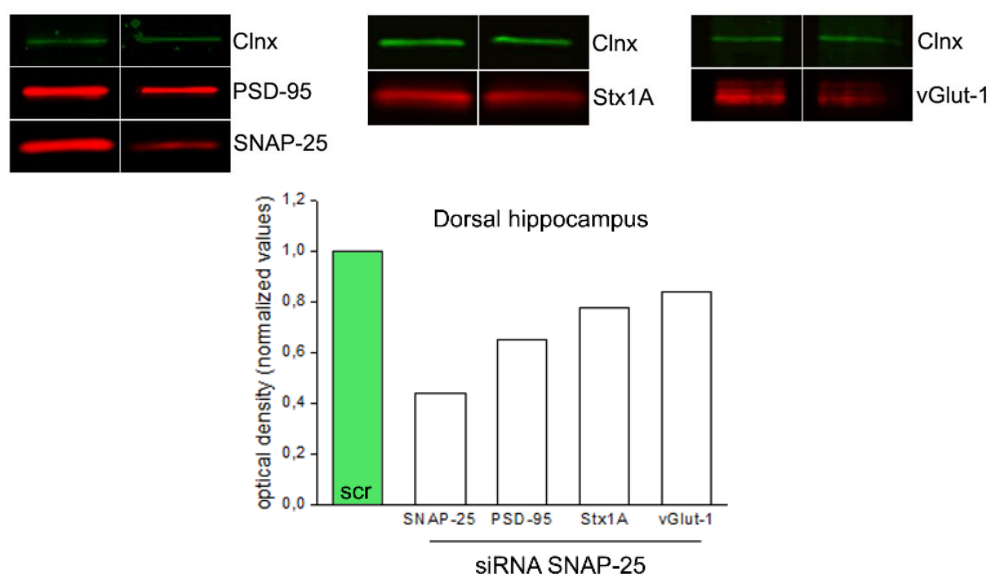 Clnx
PSD-95
SNAP-25
Clnx
Stx1A
Clnx
vGlut-1
Dorsal hippocampus
optical density (normalized values)
1,2
1,0
0,8
0,6
0,4
0,2
0,0
scr
SNAP-25 PSD-95 Stx1A vGlut-1
siRNA SNAP-25